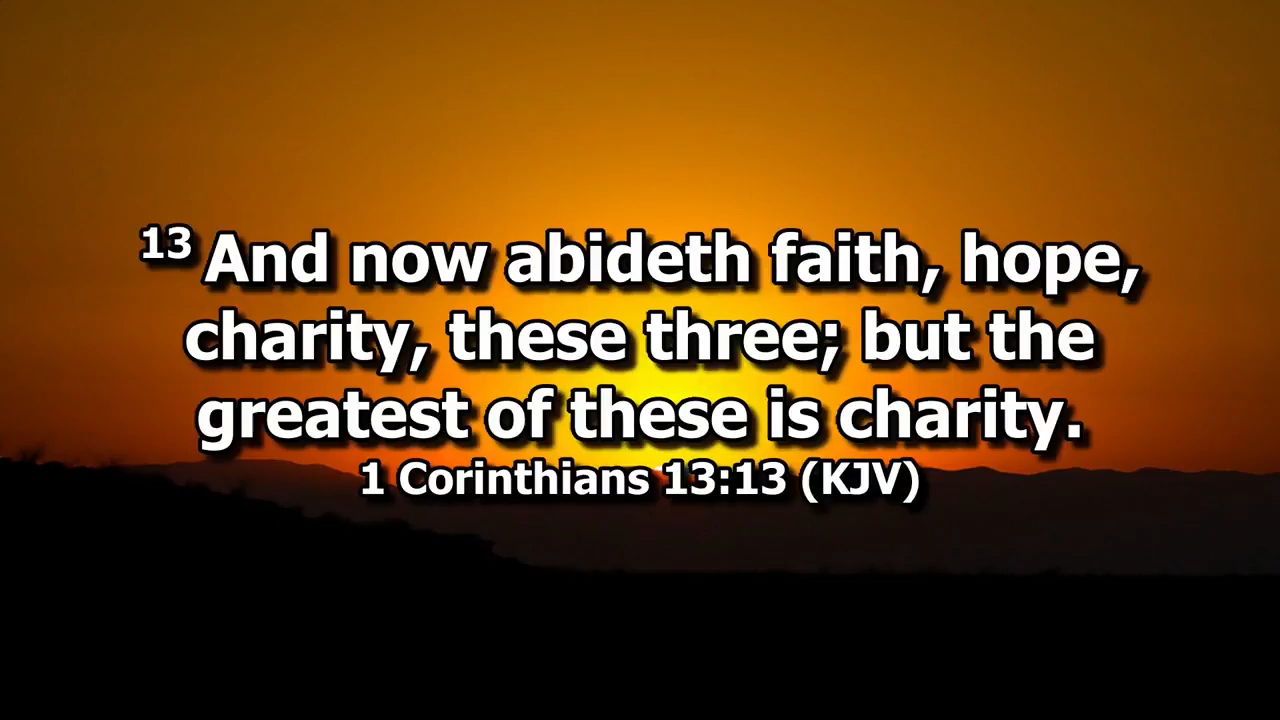 13 And now abideth faith, hope,
charity, these three; but the
greatest of these is charity.
1 Corinthians 13:13 (KJV)